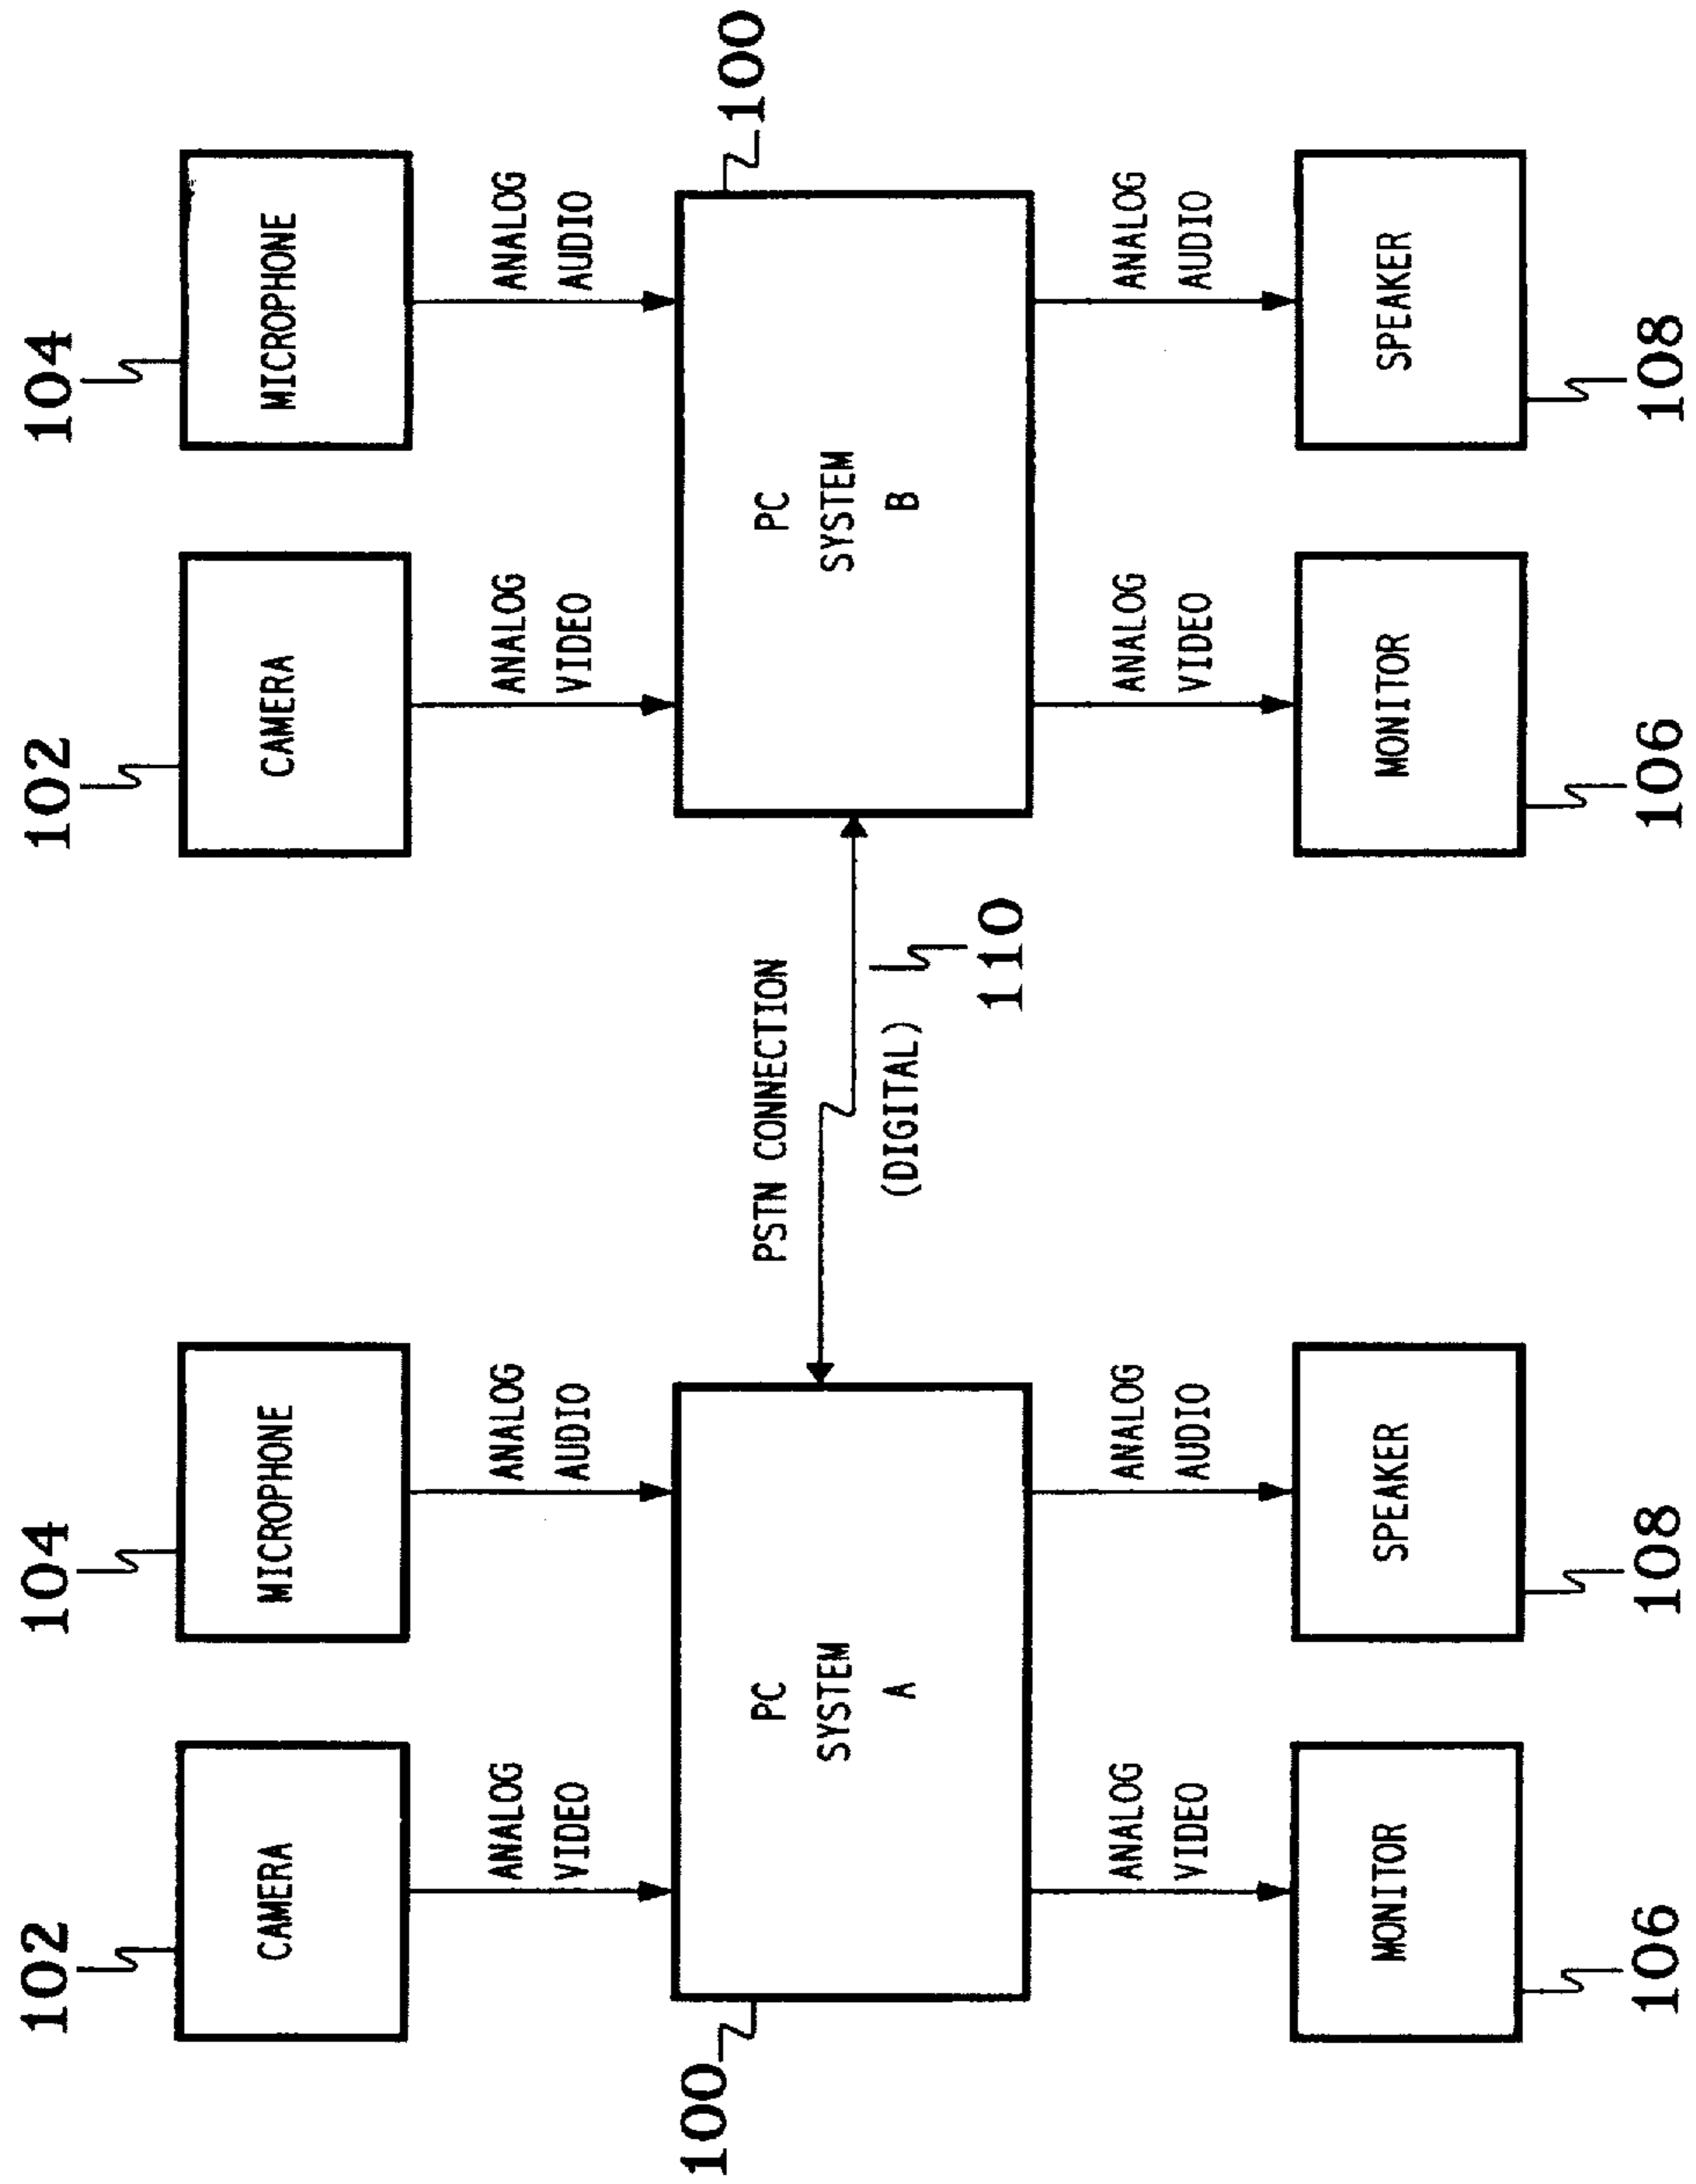 102
104
102
104
CAMERA
MICROPHONE
CAMERA
MICROPHONE
ANALOG
VIDEO
ANALOG
AUDIO
ANALOG
VIDEO
ANALOG
AUDIO
100
PC
SYSTEM
A
PSTN CONNECTION
(DIGITAL)
110
PC
SYSTEM
B
100
ANALOG
VIDEO
ANALOG
AUDIO
ANALOG
VIDEO
ANALOG
AUDIO
MONITOR
SPEAKER
MONITOR
SPEAKER
106
108
106
108